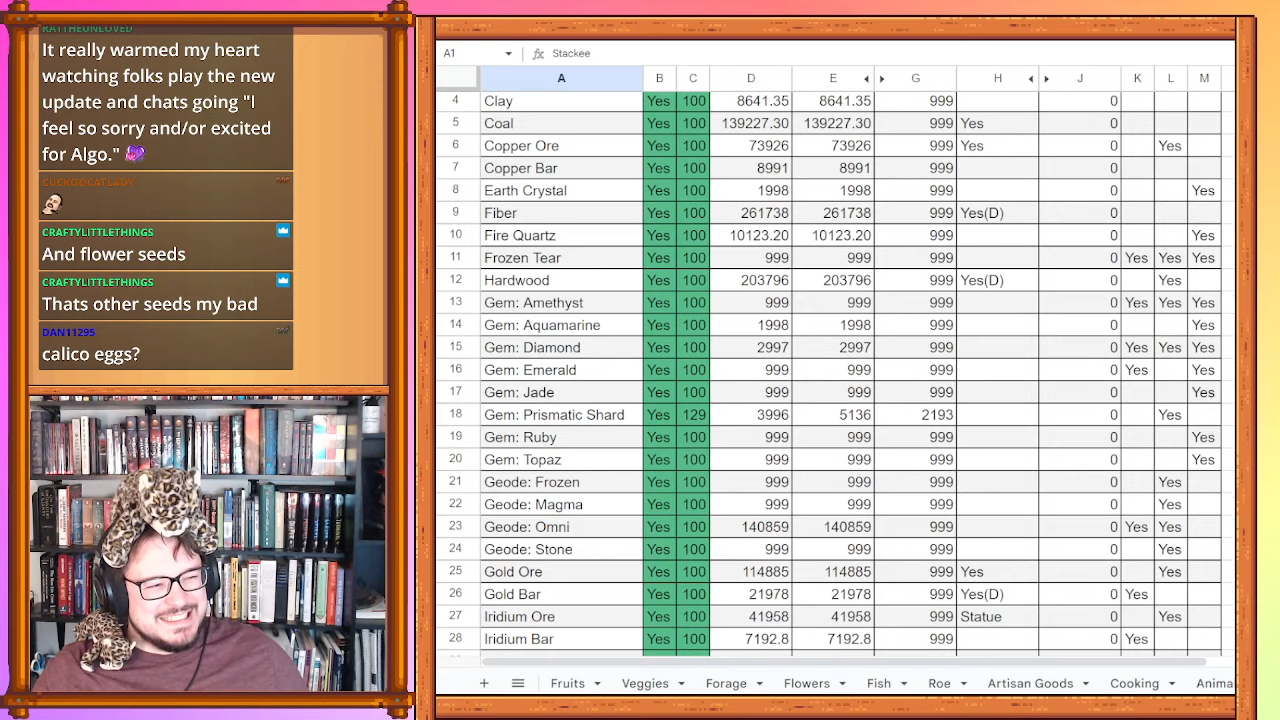 RATTHEUNLOVED
It really warmed my heart
watching folks play the new
update and chats going "I
feel so sorry and/or excited
for Algo."
CUCKOOCATLADY
CRAFTYLITTLETHINGS
And flower seeds
CRAFTYLITTLETHINGS
Thats other seeds my bad
DAN11295
calico eggs?
A1 fx Stackee
A B C D E G H J K L M
4 Clay Yes 100 8641.35 8641.35 999 0
5 Coal Yes 100 139227.30 139227.30 999 Yes 0
6 Copper Ore Yes 100 73926 73926 999 Yes 0 Yes
7 Copper Bar Yes 100 8991 8991 999 0
8 Earth Crystal Yes 100 1998 1998 999 0 Yes
9 Fiber Yes 100 261738 261738 999 Yes(D) 0
10 Fire Quartz Yes 100 10123.20 10123.20 999 0 Yes
11 Frozen Tear Yes 100 999 999 999 0 Yes Yes Yes
12 Hardwood Yes 100 203796 203796 999 Yes(D) 0 Yes
13 Gem: Amethyst Yes 100 999 999 999 0 Yes Yes Yes
14 Gem: Aquamarine Yes 100 1998 1998 999 0 Yes
15 Gem: Diamond Yes 100 2997 2997 999 0 Yes Yes Yes
16 Gem: Emerald Yes 100 999 999 999 0 Yes Yes
17 Gem: Jade Yes 100 999 999 999 0 Yes
18 Gem: Prismatic Shard Yes 129 3996 5136 2193 0 Yes
19 Gem: Ruby Yes 100 999 999 999 0 Yes
20 Gem: Topaz Yes 100 999 999 999 0 Yes
21 Geode: Frozen Yes 100 999 999 999 0 Yes
22 Geode: Magma Yes 100 999 999 999 0 Yes
23 Geode: Omni Yes 100 140859 140859 999 0 Yes Yes
24 Geode: Stone Yes 100 999 999 999 0 Yes
25 Gold Ore Yes 100 114885 114885 999 Yes 0 Yes
26 Gold Bar Yes 100 21978 21978 999 Yes(D) 0 Yes
27 Iridium Ore Yes 100 41958 41958 999 Statue 0 Yes
28 Iridium Bar Yes 100 7192.8 7192.8 999 0 Yes
Fruits Veggies Forage Flowers Fish Roe Artisan Goods Cooking Anima